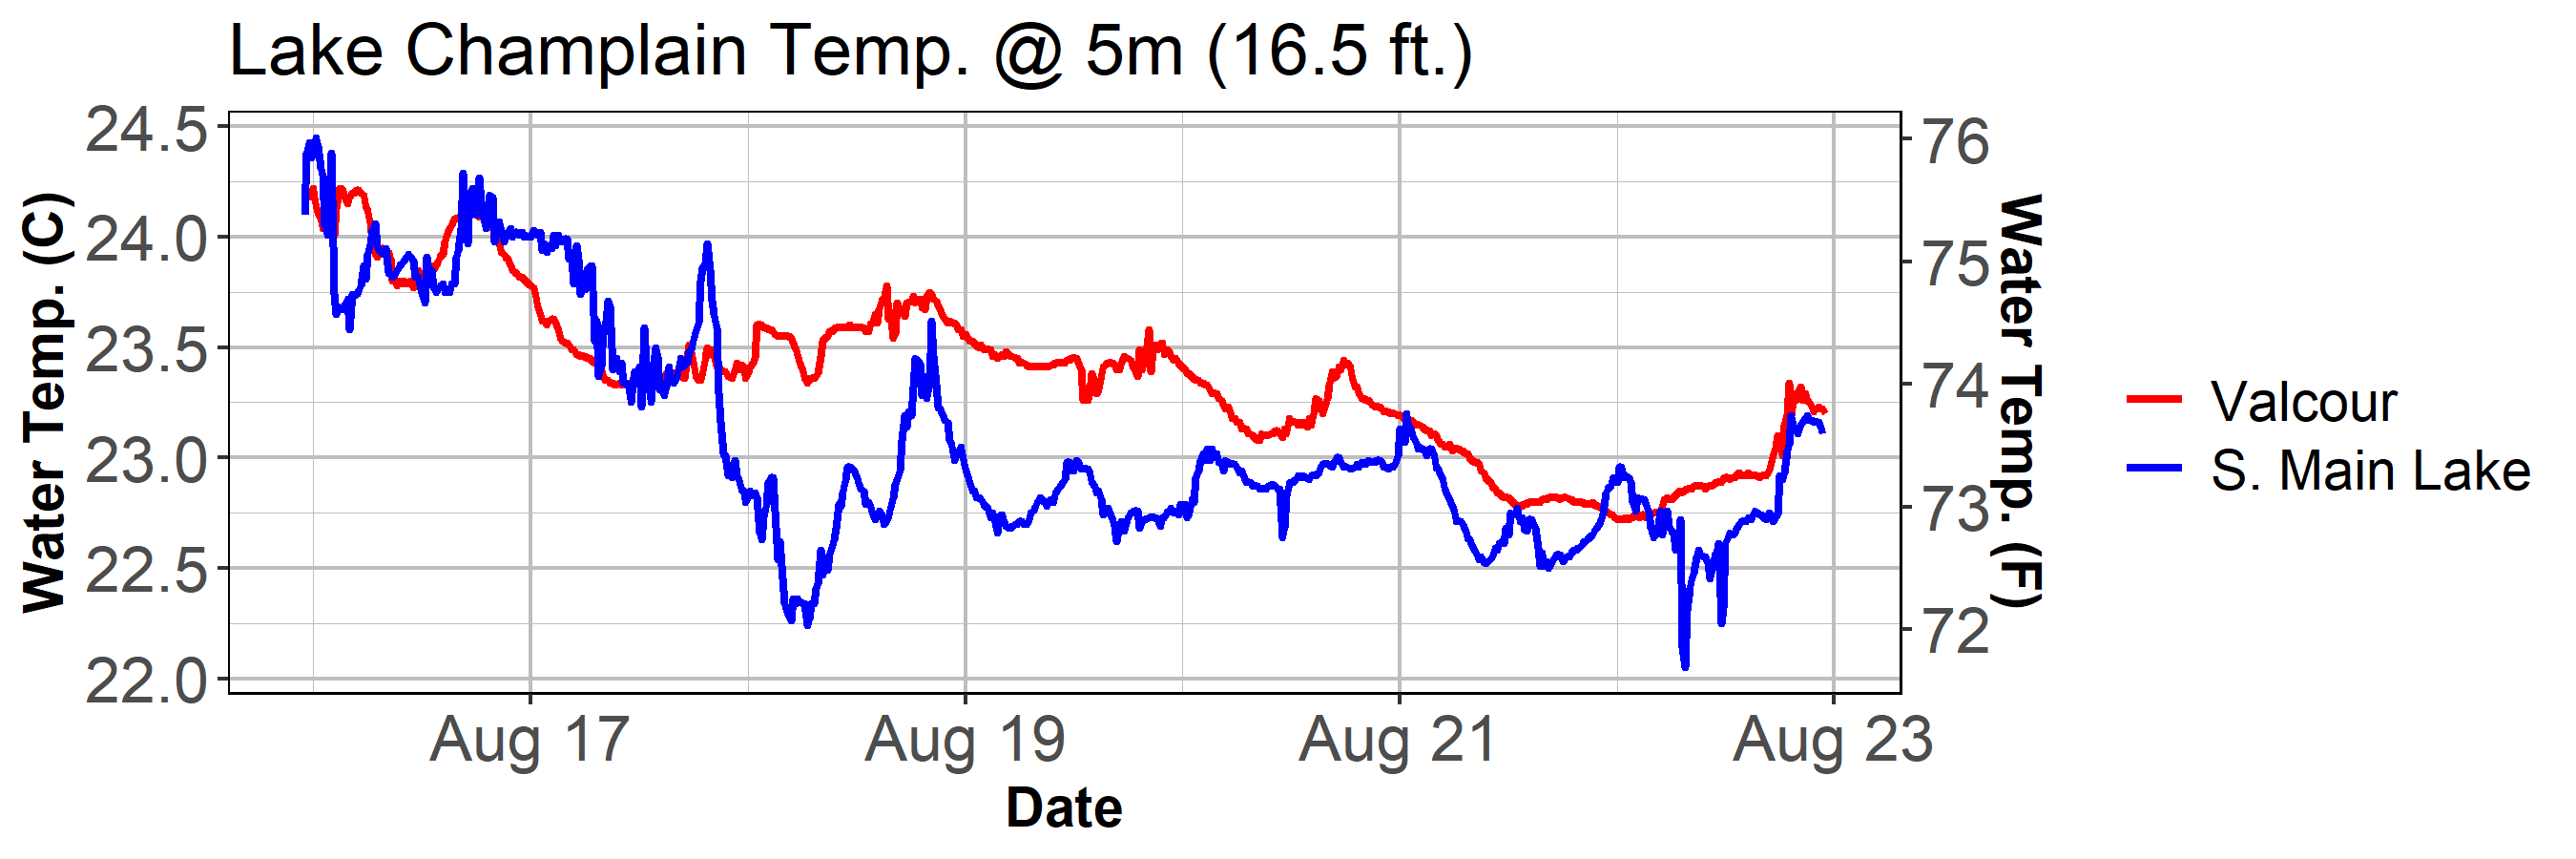 Lake Champlain Temp. @ 5m (16.5 ft.)
Water Temp. (C)
24.5
24.0
23.5
23.0
22.5
22.0
76
75
74
73
72
Water Temp. (F)
Aug 17
Aug 19
Aug 21
Aug 23
Date
Valcour
S. Main Lake